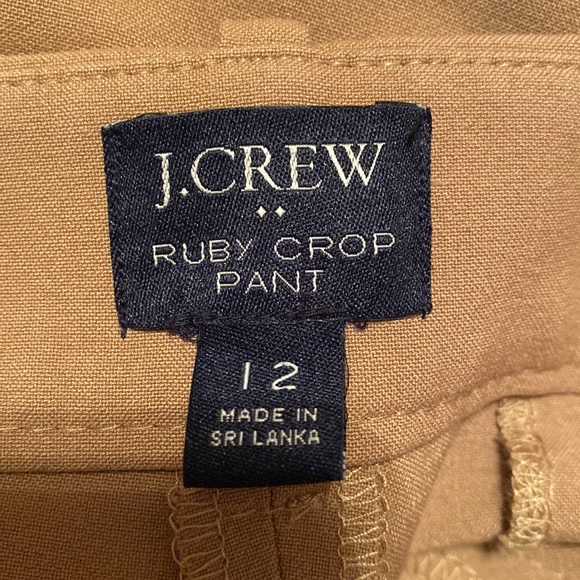 J.CREW
RUBY CROP
PANT
12
MADE IN
SRI LANKA